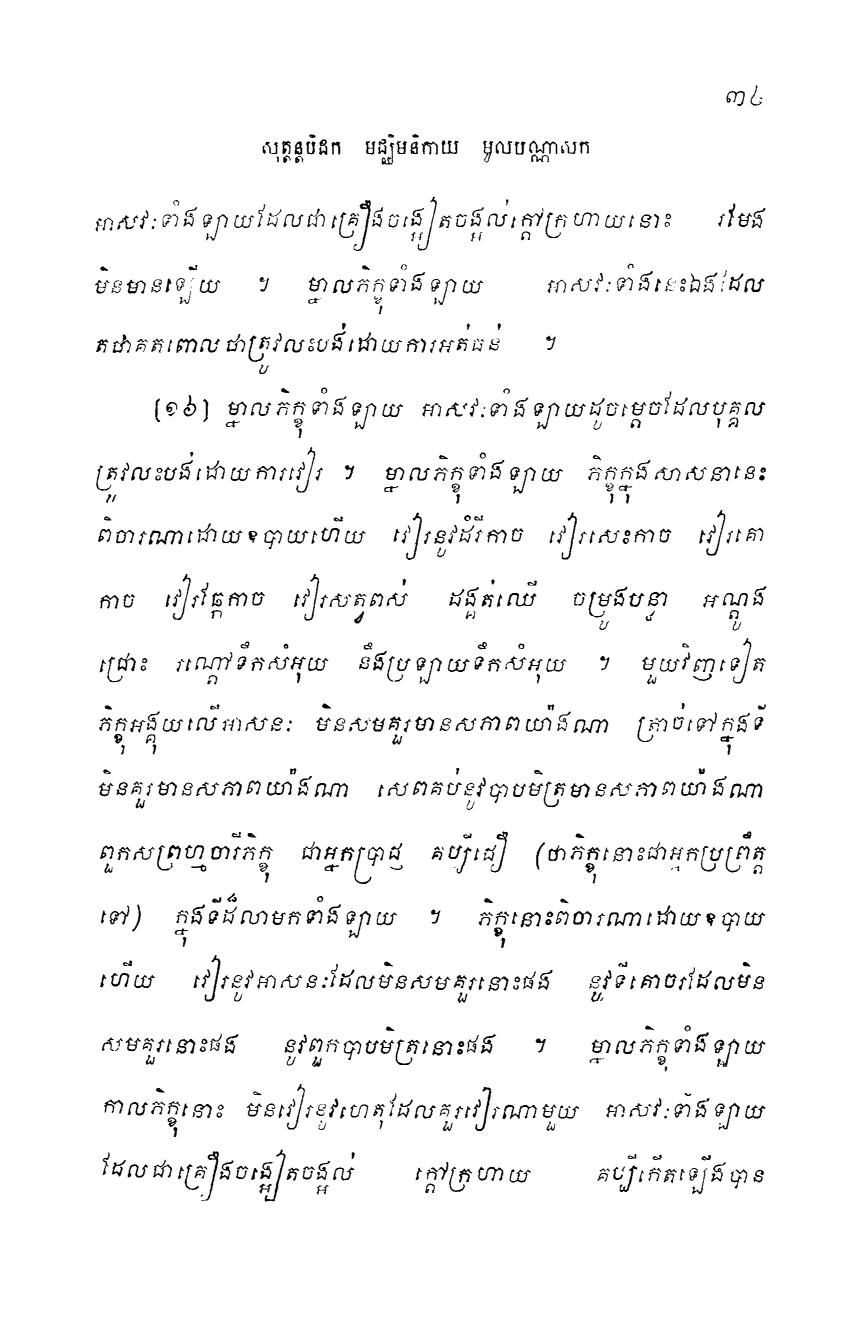 ៣៤
សុត្តន្តបិដក មជ្ឈិមនិកាយ មូលបណ្ណាសក
អាសវៈទាំងឡាយដែលជាគ្រឿងចង្អៀតចង្អល់ក្តៅក្រហាយនោះ រមែង
មិនមានឡើយ ។ ម្នាលភិក្ខុទាំងឡាយ អាសវៈទាំងនេះឯងដែល
តថាគតពោលថាត្រូវលះបង់ដោយការអត់ធន់ ។
[១៦] ម្នាលភិក្ខុទាំងឡាយ អាសវៈទាំងឡាយដូចម្តេចដែលបុគ្គល
ត្រូវលះបង់ដោយការវៀរ ។ ម្នាលភិក្ខុទាំងឡាយ ភិក្ខុក្នុងសាសនានេះ
ពិចារណាដោយឧបាយហើយ វៀរនូវដំរីកាច វៀរសេះកាច វៀរគោ
កាច វៀរឆ្កែកាច វៀរសត្វពស់ ដង្គត់ឈើ ចម្រូងបន្លា អណ្តូង
ជ្រោះ រណ្តៅទឹកសំអុយ នឹងប្រឡាយទឹកសំអុយ ។ មួយវិញទៀត
ភិក្ខុអង្គុយលើអាសនៈ មិនសមគួរមានសភាពយ៉ាងណា ត្រាច់ទៅក្នុងទី
មិនគួរមានសភាពយ៉ាងណា សេពគប់នូវបាបមិត្រមានសភាពយ៉ាងណា
ពួកសព្រហ្មចារីភិក្ខុ ជាអ្នកប្រាជ្ញ គប្បីជឿ (ថាភិក្ខុនោះជាអ្នកប្រព្រឹត្ត
ទៅ) ក្នុងទីដ៏លាមកទាំងឡាយ ។ ភិក្ខុនោះពិចារណាដោយឧបាយ
ហើយ វៀរនូវអាសនៈដែលមិនសមគួរនោះផង នូវទីគោចរដែលមិន
សមគួរនោះផង នូវពួកបាបមិត្រនោះផង ។ ម្នាលភិក្ខុទាំងឡាយ
កាលភិក្ខុនោះ មិនវៀរនូវហេតុដែលគួរវៀរណាមួយ អាសវៈទាំងឡាយ
ដែលជាគ្រឿងចង្អៀតចង្អល់ ក្តៅក្រហាយ គប្បីកើតឡើងបាន